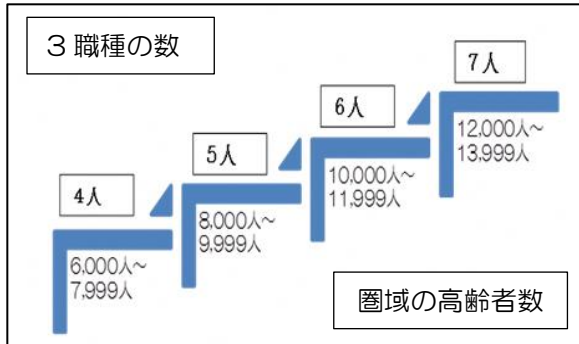 3職種の数
7人
12,000人～
13,999人
6人
10,000人～
11,999人
5人
8,000人～
9,999人
4人
6,000人～
7,999人
圏域の高齢者数